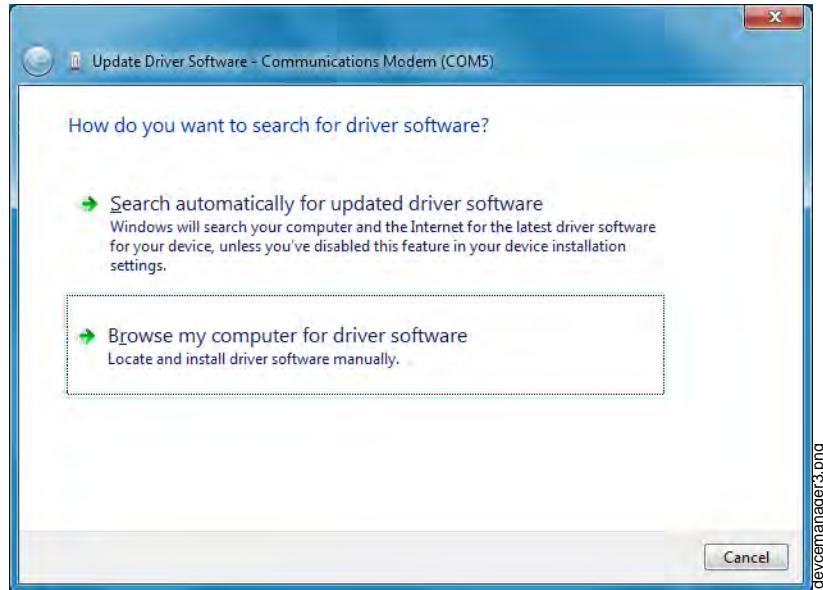 Update Driver Software - Communications Modem (COM5)
How do you want to search for driver software?
Search automatically for updated driver software
Windows will search your computer and the Internet for the latest driver software
for your device, unless you've disabled this feature in your device installation
settings.
Browse my computer for driver software
Locate and install driver software manually.
Cancel
devcemanager3.png